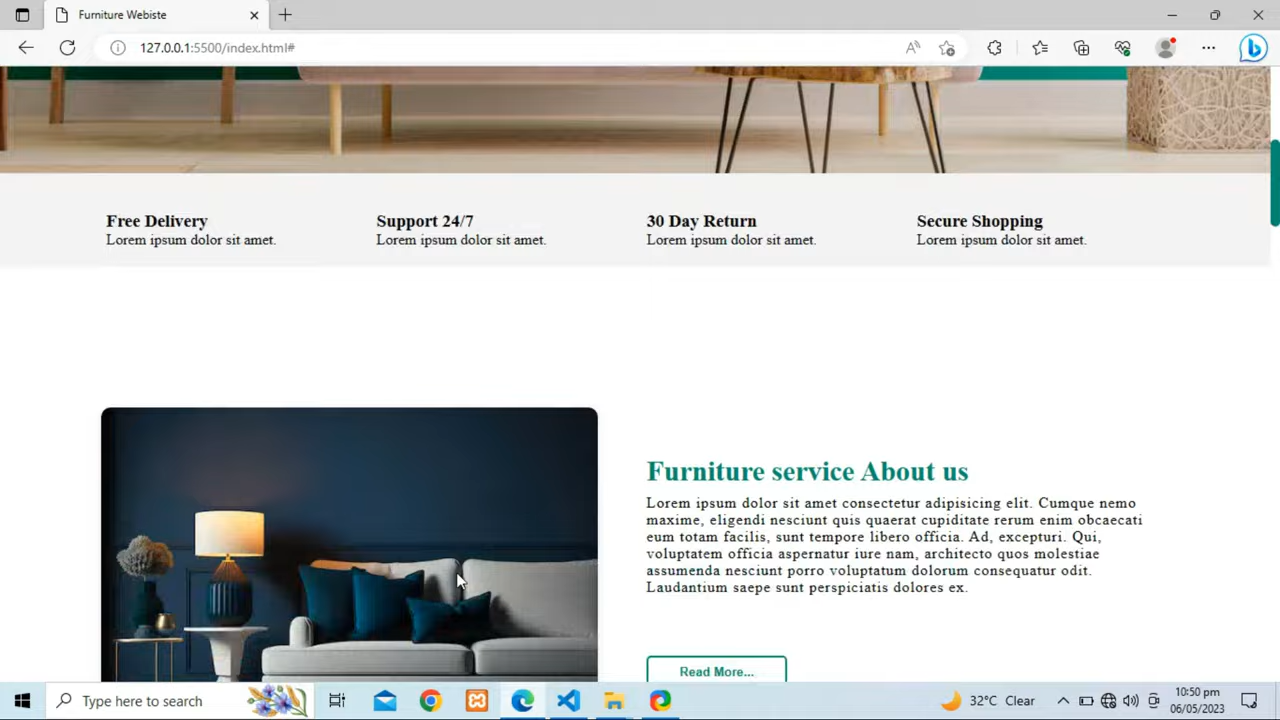 Furniture Webiste
127.0.0.1:5500/index.html#
Free Delivery
Lorem ipsum dolor sit amet.
Support 24/7
Lorem ipsum dolor sit amet.
30 Day Return
Lorem ipsum dolor sit amet.
Secure Shopping
Lorem ipsum dolor sit amet.
Furniture service About us
Lorem ipsum dolor sit amet consectetur adipisicing elit. Cumque nemo
maxime, eligendi nesciunt quis quaerat cupiditate rerum enim obcaecati
eum totam facilis, sunt tempore libero officia. Ad, excepturi. Qui,
voluptatem officia aspernatur iure nam, architecto quos molestiae
assumenda nesciunt porro voluptatum dolorum consequatur odit.
Laudantium saepe sunt perspiciatis dolores ex.
Read More...
Type here to search
32°C Clear
10:50 pm
06/05/2023